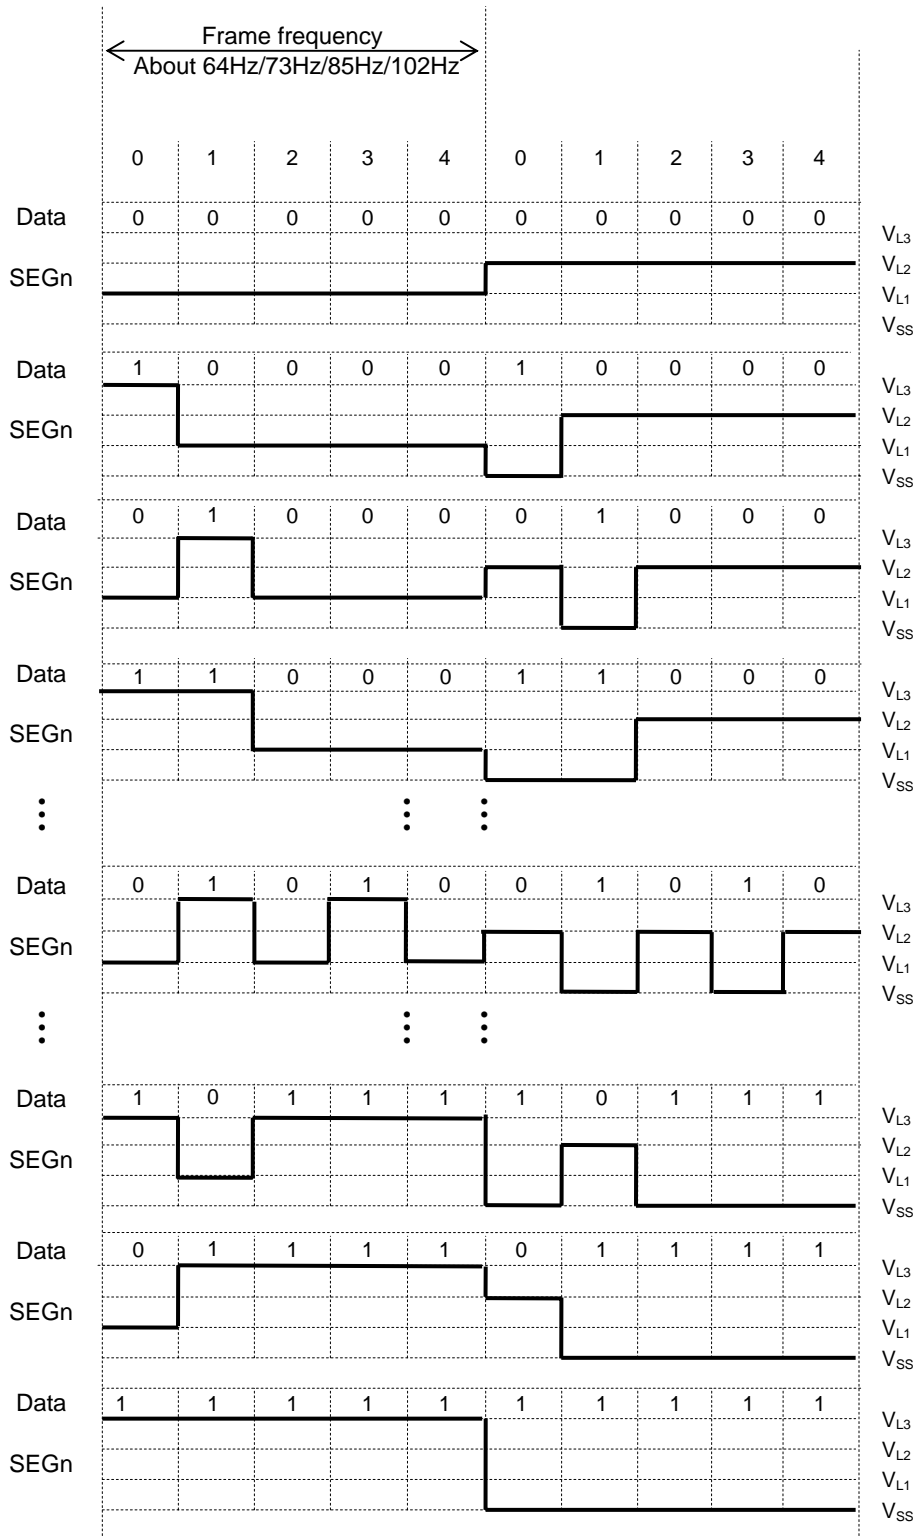 Frame frequency
About 64Hz/73Hz/85Hz/102Hz
0 1 2 3 4 0 1 2 3 4
Data 0 0 0 0 0 0 0 0 0 0
VL3
VL2
SEGn
VL1
VSS
Data 1 0 0 0 0 1 0 0 0 0
VL3
VL2
SEGn
VL1
VSS
Data 0 1 0 0 0 0 1 0 0 0
VL3
VL2
SEGn
VL1
VSS
Data 1 1 0 0 0 1 1 0 0 0
VL3
VL2
SEGn
VL1
VSS
Data 0 1 0 1 0 0 1 0 1 0
VL3
VL2
SEGn
VL1
VSS
Data 1 0 1 1 1 1 0 1 1 1
VL3
VL2
SEGn
VL1
VSS
Data 0 1 1 1 1 0 1 1 1 1
VL3
VL2
SEGn
VL1
VSS
Data 1 1 1 1 1 1 1 1 1 1
VL3
VL2
SEGn
VL1
VSS